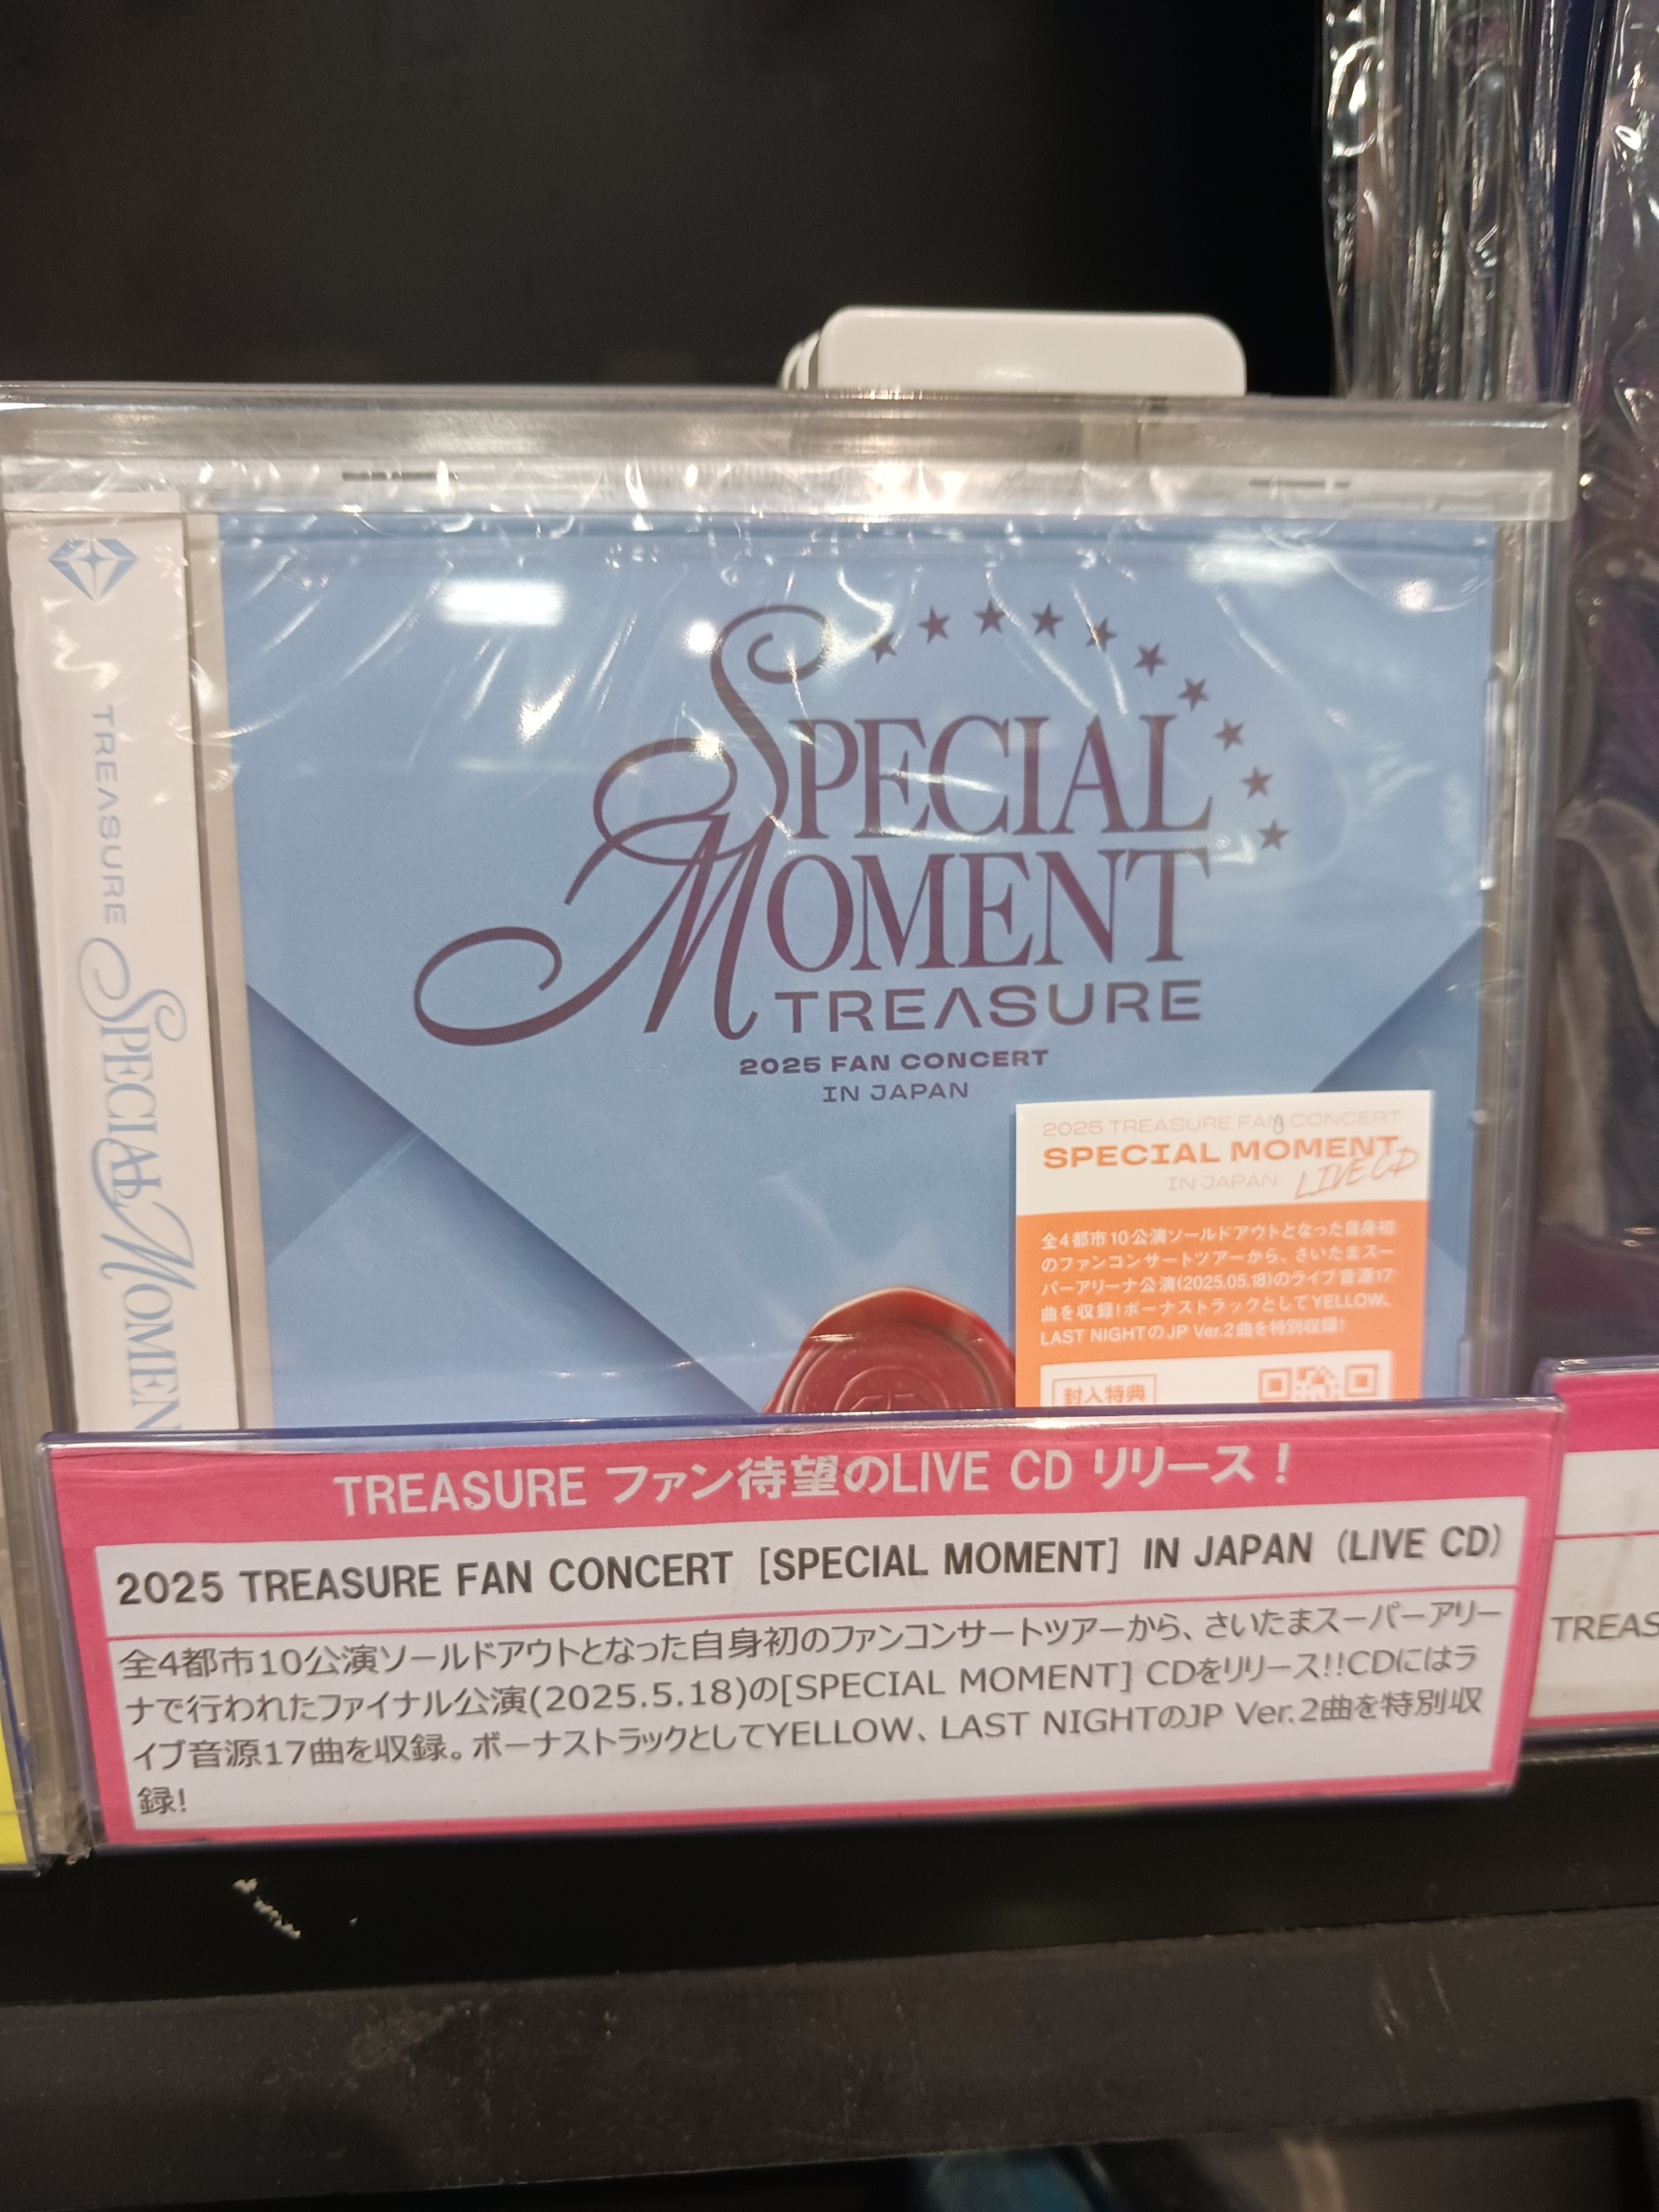 TREASURE SPECIAL MOMEN
SPECIAL
MOMENT
TREASURE
2025 FAN CONCERT
IN JAPAN
2025 TREASURE FAN CONCERT
SPECIAL MOMENT
IN JAPAN LIVE CD
全4都市10公演ソールドアウトとなった自身初
のファンコンサートツアーから、さいたまスー
パーアリーナ公演(2025.05.18)のライブ音源17
曲を収録!ボーナストラックとしてYELLOW、
LAST NIGHTのJP Ver.2曲を特別収録!
封入特典
TREASURE ファン待望のLIVE CD リリース！
2025 TREASURE FAN CONCERT［SPECIAL MOMENT］IN JAPAN（LIVE CD）
全4都市10公演ソールドアウトとなった自身初のファンコンサートツアーから、さいたまスーパーアリー
ナで行われたファイナル公演(2025.5.18)の[SPECIAL MOMENT] CDをリリース!!CDにはラ
イブ音源17曲を収録。ボーナストラックとしてYELLOW、LAST NIGHTのJP Ver.2曲を特別収
録!
TREAS